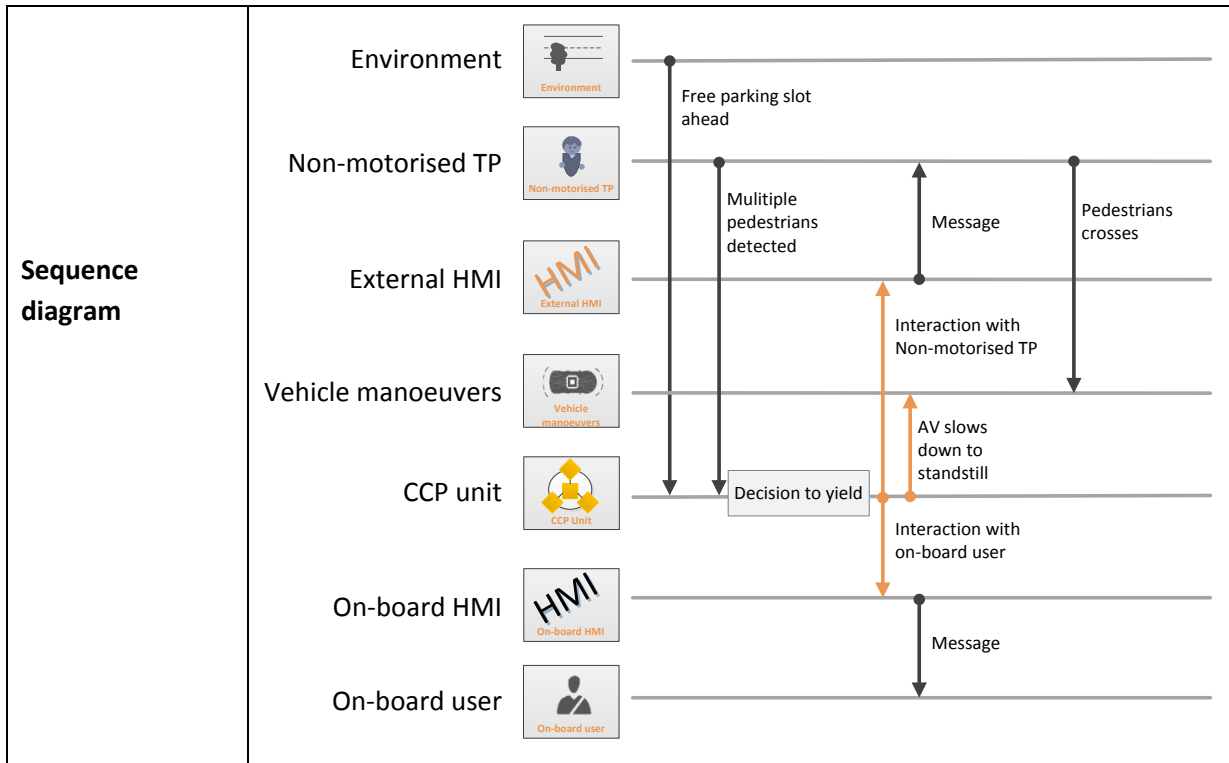 Sequence
diagram
Environment
Environment
Free parking slot
ahead
Non-motorised TP
Non-motorised TP
Mulitiple
pedestrians
detected
Message
Pedestrians
crosses
External HMI
HMI
External HMI
Interaction with
Non-motorised TP
Vehicle manoeuvers
Vehicle
manoeuvers
AV slows
down to
standstill
CCP unit
CCP Unit
Decision to yield
Interaction with
on-board user
On-board HMI
HMI
On-board HMI
Message
On-board user
On-board user